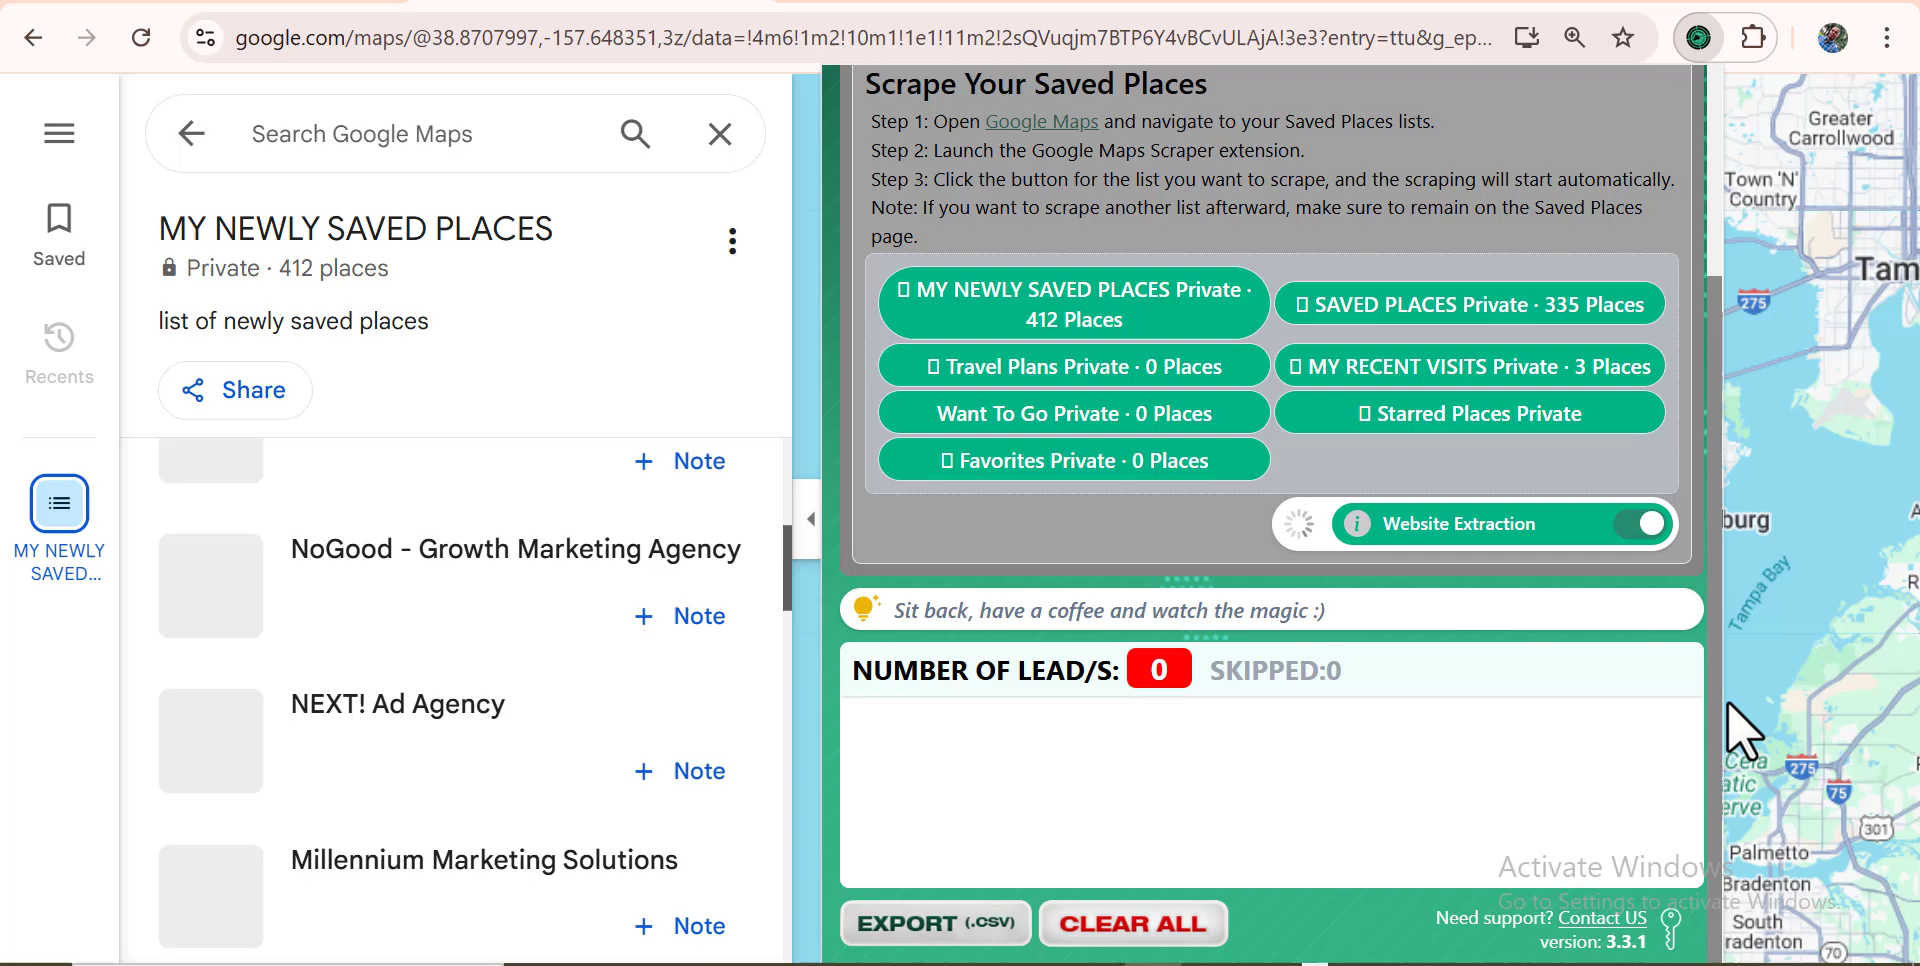 google.com/maps/@38.8707997,-157.648351,3z/data=!4m6!1m2!10m1!1e1!11m2!2sQVuqjm7BTP6Y4vBCvULAjA!3e3?entry=ttu&g_ep...
Search Google Maps
Saved
Recents
MY NEWLY
SAVED...
MY NEWLY SAVED PLACES
Private · 412 places
list of newly saved places
Share
+ Note
NoGood - Growth Marketing Agency
+ Note
NEXT! Ad Agency
+ Note
Millennium Marketing Solutions
+ Note
Scrape Your Saved Places
Step 1: Open Google Maps and navigate to your Saved Places lists.
Step 2: Launch the Google Maps Scraper extension.
Step 3: Click the button for the list you want to scrape, and the scraping will start automatically.
Note: If you want to scrape another list afterward, make sure to remain on the Saved Places
page.
MY NEWLY SAVED PLACES Private ·
412 Places
SAVED PLACES Private · 335 Places
Travel Plans Private · 0 Places
MY RECENT VISITS Private · 3 Places
Want To Go Private · 0 Places
Starred Places Private
Favorites Private · 0 Places
i Website Extraction
Sit back, have a coffee and watch the magic :)
NUMBER OF LEAD/S: 0 SKIPPED:0
EXPORT (.CSV)
CLEAR ALL
Need support? Contact US
version: 3.3.1
Activate Windows
Go to Settings to activate Windows.
Greater
Carrollwood
Town 'N'
Country
Tam
275
burg
Tampa Bay
275
75
301
Palmetto
Bradenton
South
radenton
70